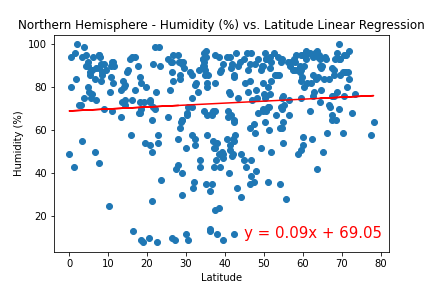 Northern Hemisphere - Humidity (%) vs. Latitude Linear Regression
100
80
60
40
20
Humidity (%)
y = 0.09x + 69.05
0 10 20 30 40 50 60 70 80
Latitude